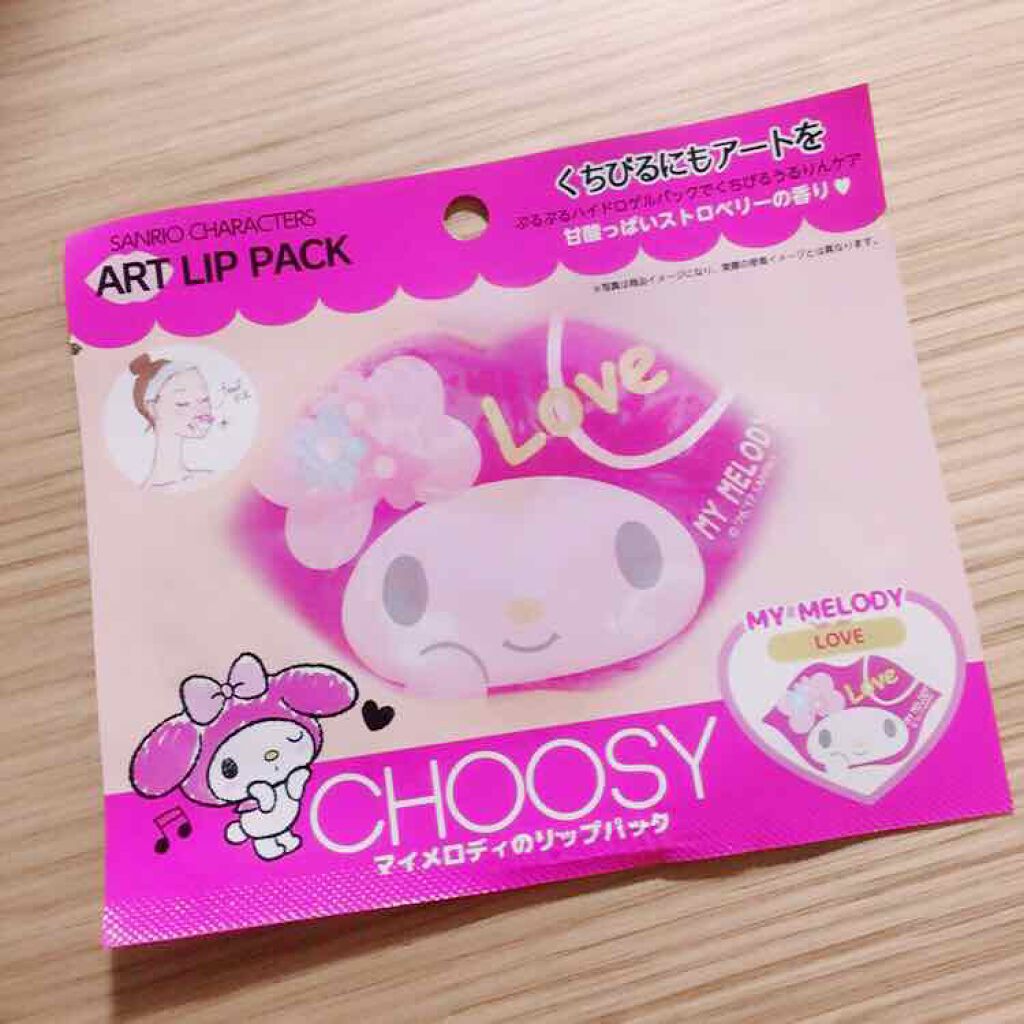 SANRIO CHARACTERS
ART LIP PACK
くちびるにもアートを
ぷるぷるハイドロゲルパックでくちびるうるりんケア
甘酸っぱいストロベリーの香り♥
※写真は商品イメージになり、実際の密着イメージとは異なります。
Love
MY MELODY
MY MELODY
LOVE
Love
MY MELODY
CHOOSY
マイメロディのリップパック